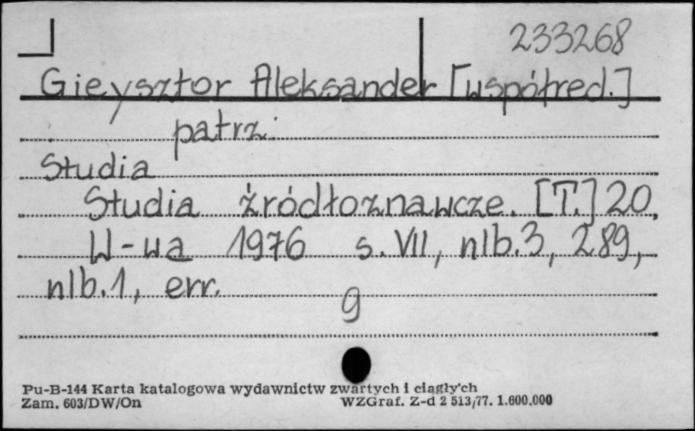 233268
Gieysztor Aleksander [współred.]
patrz:
Studia
Studia źródłoznawcze. [T.] 20,
W-wa 1976 s. VII, nlb.3, 289,
nlb.1, err.
g
Pu-B-144 Karta katalogowa wydawnictw zwartych i ciągłych
Zam. 603/DW/On WZGraf. Z-d 2 513/77. 1.600.000